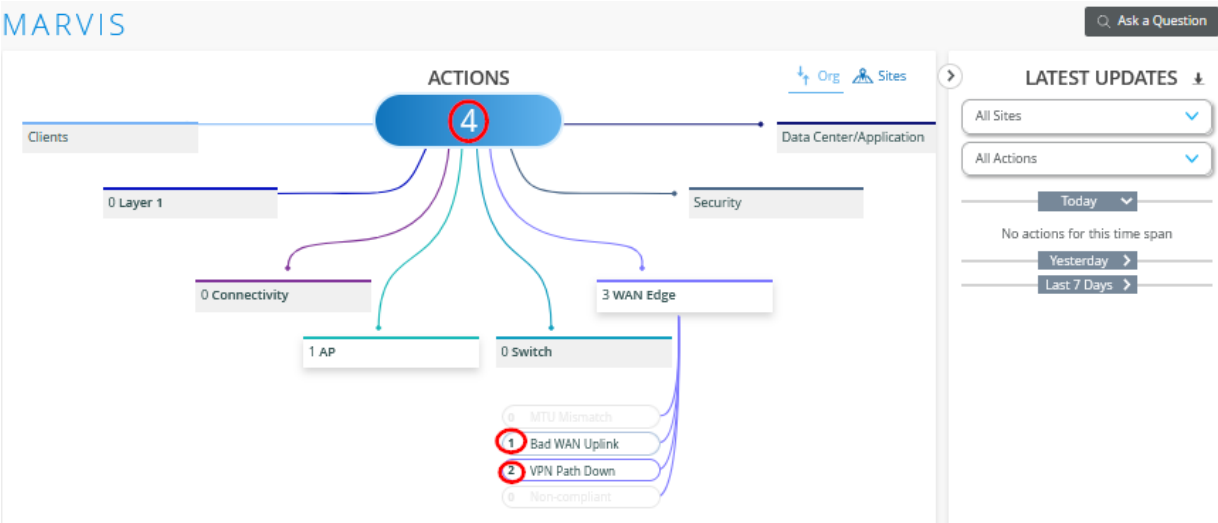 MARVIS
Ask a Question
ACTIONS
Org
Sites
4
Clients
Data Center/Application
0 Layer 1
Security
0 Connectivity
3 WAN Edge
1 AP
0 Switch
0 MTU Mismatch
1 Bad WAN Uplink
2 VPN Path Down
0 Non-compliant
LATEST UPDATES
All Sites
All Actions
Today
No actions for this time span
Yesterday
Last 7 Days